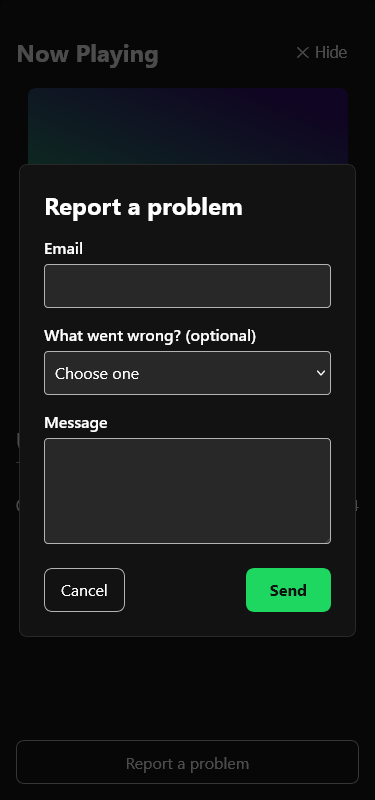 Now Playing
Hide
Report a problem
Email
What went wrong? (optional)
Choose one
Message
Cancel
Send
Report a problem